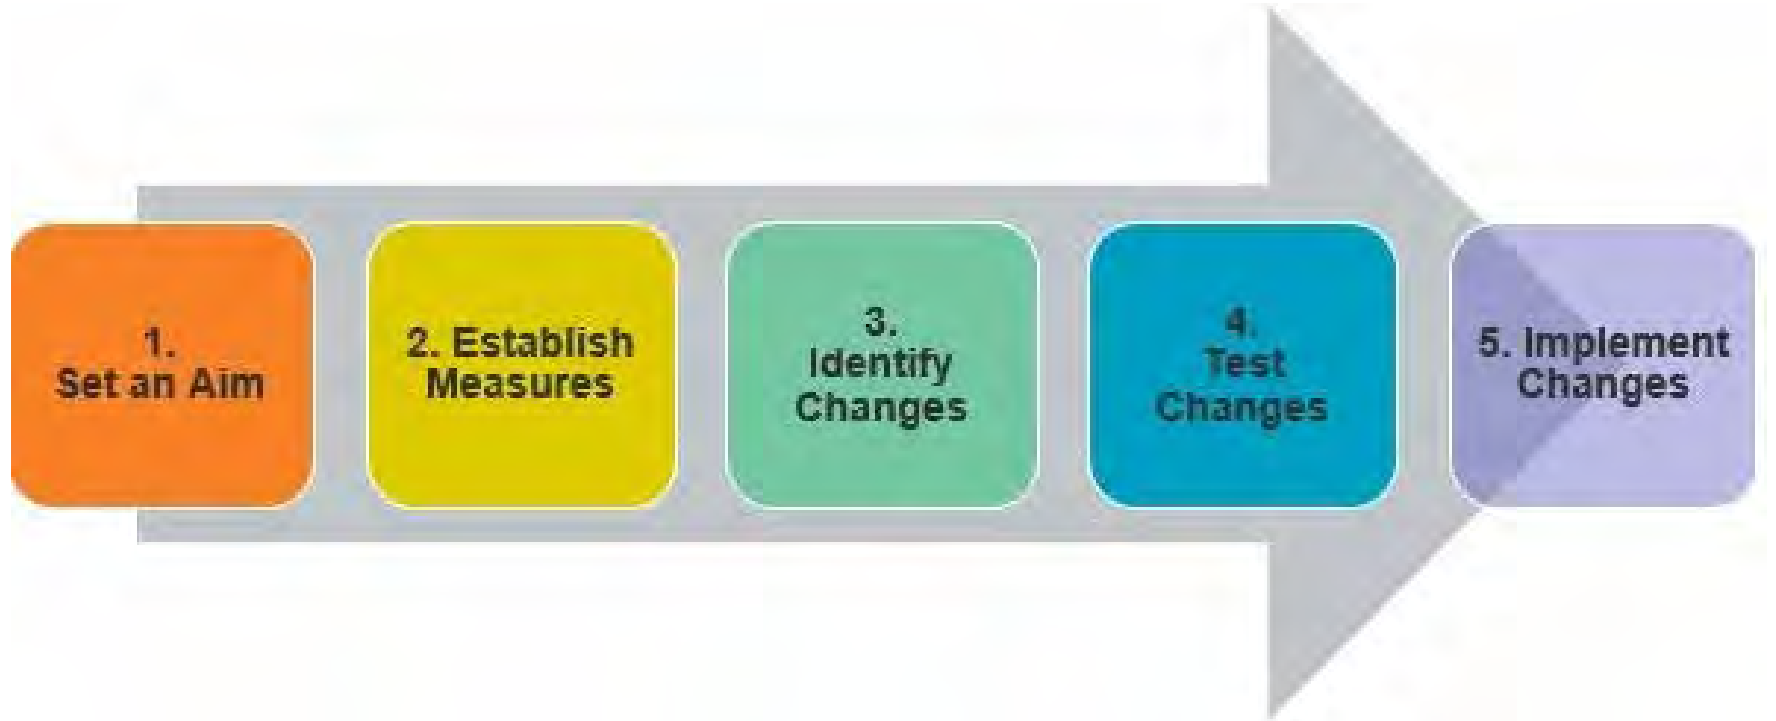 1.
Set an Aim
2. Establish
Measures
3.
Identify
Changes
4.
Test
Changes
5. Implement
Changes